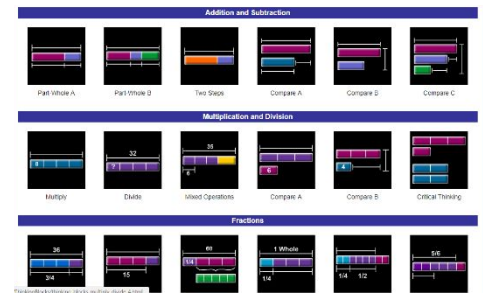 Addition and Subtraction
Part-Whole A
Part-Whole B
Two Steps
Compare A
Compare B
Compare C
Multiplication and Division
8
32
?
36
6
6
4
Multiply
Divide
Mixed Operations
Compare A
Compare B
Critical Thinking
Fractions
36
3/4
15
60
1/4
1 Whole
1/4
1/4 1/2
5/6